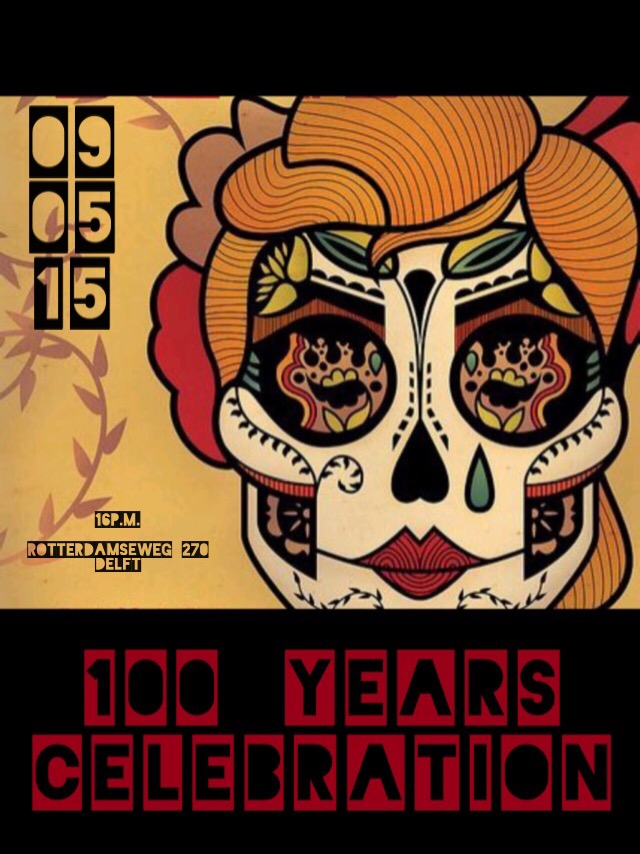 09
05
15
16P.M.
ROTTERDAMSEWEG 270
DELFT
100 YEARS
CELEBRATION